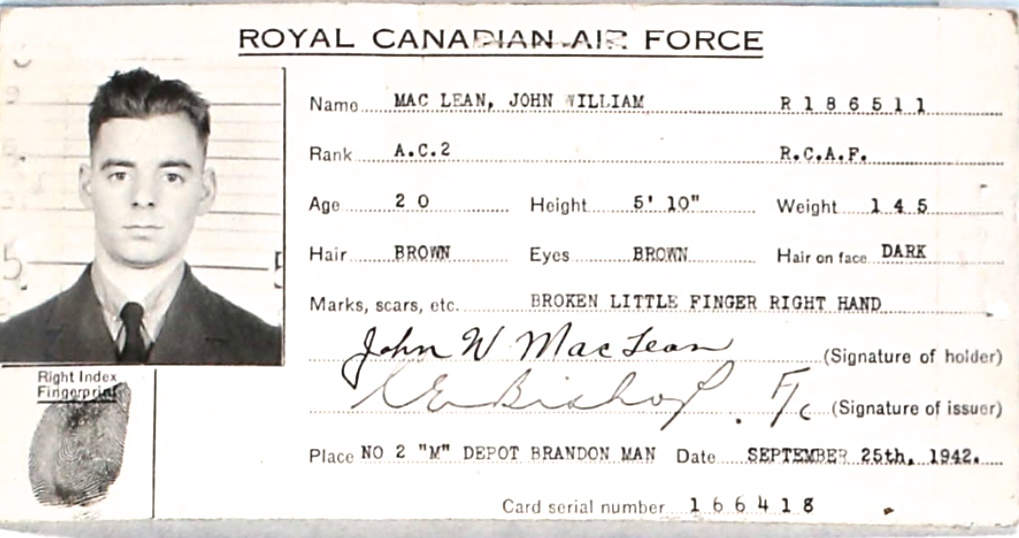 ROYAL CANADIAN AIR FORCE
Name MAC LEAN, JOHN WILLIAM R186511
Rank A.C.2 R.C.A.F.
Age 20 Height 5' 10" Weight 145
Hair BROWN Eyes BROWN Hair on face DARK
Marks, scars, etc. BROKEN LITTLE FINGER RIGHT HAND
John W MacLean (Signature of holder)
Right Index
Fingerprint
Bishop. F/ (Signature of issuer)
Place NO 2 "M" DEPOT BRANDON MAN Date SEPTEMBER 25th, 1942.
Card serial number 166418